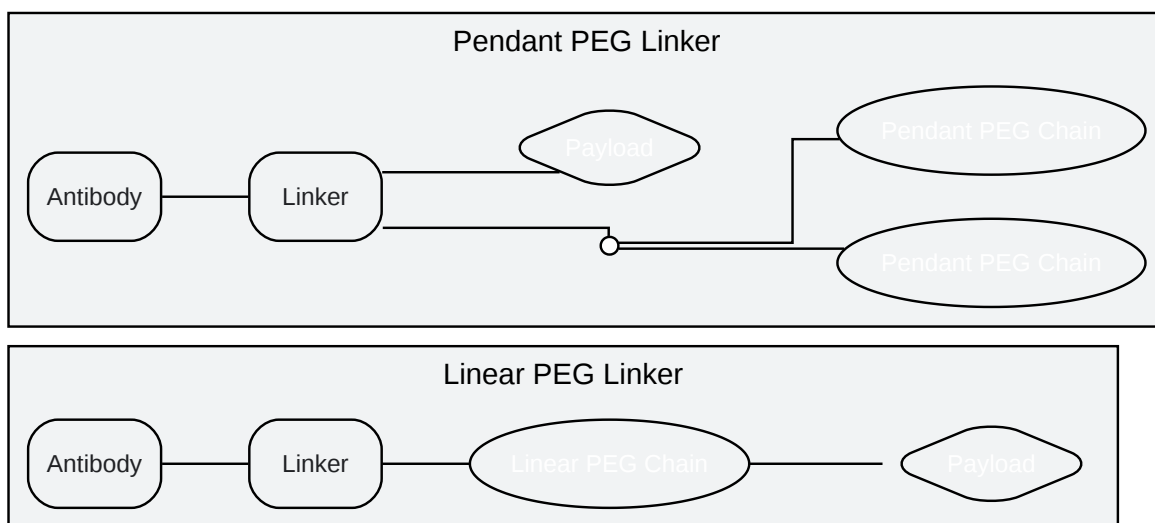 Pendant PEG Linker
Pendant PEG Chain
Payload
Antibody
Linker
Pendant PEG Chain
Linear PEG Linker
Antibody
Linker
Linear PEG Chain
Payload